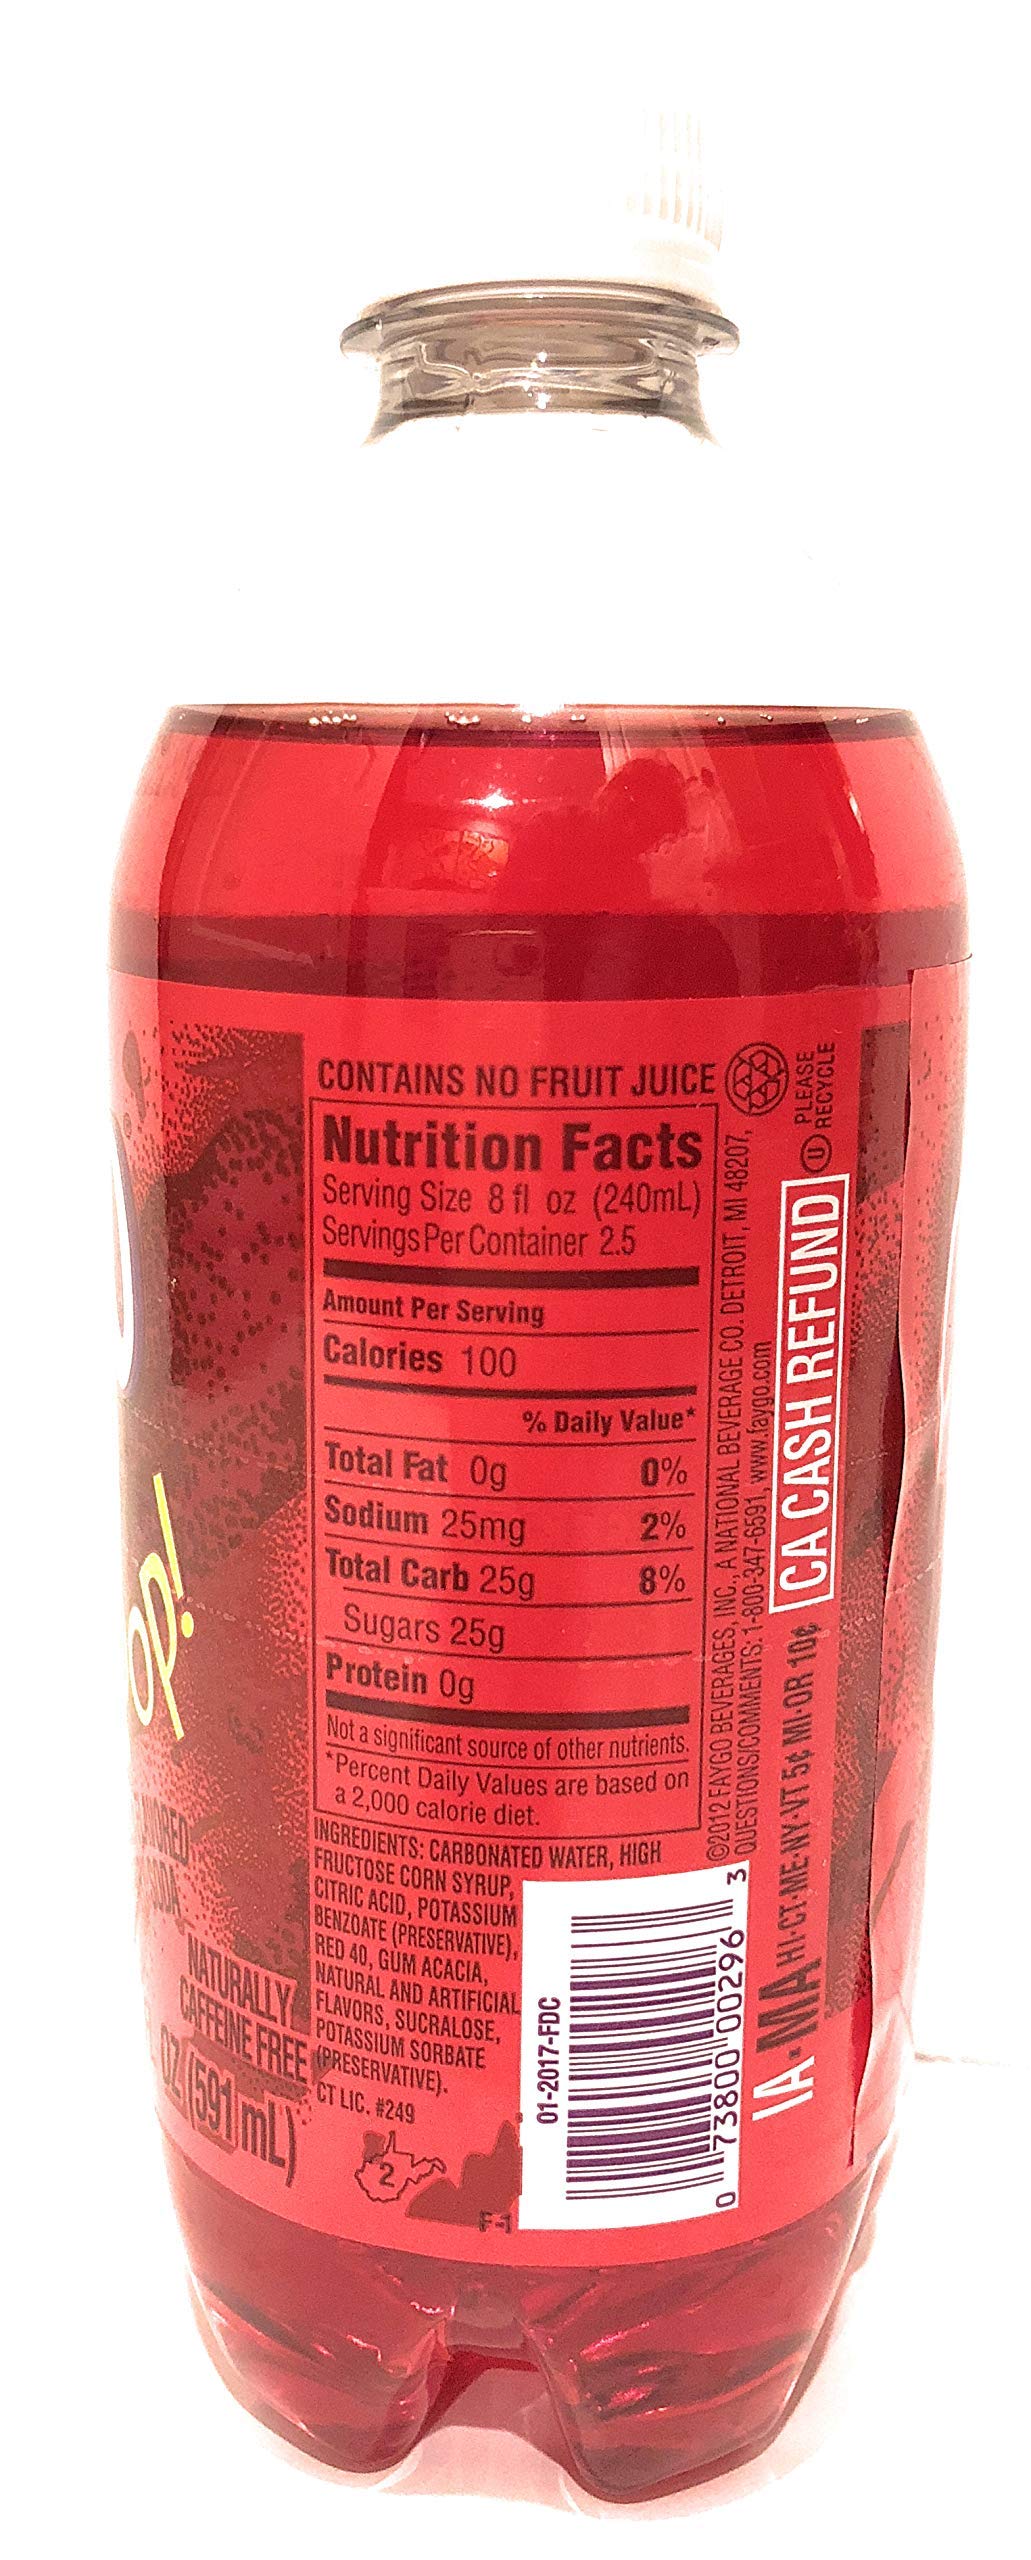 CONTAINS NO FRUIT JUICE
Nutrition Facts
Serving Size 8 fl oz (240mL)
Servings Per Container 2.5
Amount Per Serving
Calories 100
% Daily Value*
Total Fat 0g 0%
Sodium 25mg 2%
Total Carb 25g 8%
Sugars 25g
Protein 0g
Not a significant source of other nutrients.
*Percent Daily Values are based on
a 2,000 calorie diet.
INGREDIENTS: CARBONATED WATER, HIGH
FRUCTOSE CORN SYRUP,
CITRIC ACID, POTASSIUM
BENZOATE (PRESERVATIVE),
RED 40, GUM ACACIA,
NATURAL AND ARTIFICIAL
FLAVORS, SUCRALOSE,
POTASSIUM SORBATE
(PRESERVATIVE).
CT LIC. #249
2
F-1
01-2017-FDC
0 73800 00296 3
©2012 FAYGO BEVERAGES, INC., A NATIONAL BEVERAGE CO. DETROIT, MI 48207,
QUESTIONS/COMMENTS: 1-800-347-6591, www.faygo.com
IA•MA HI-CT-ME-NY-VT 5¢ MI-OR 10¢ CA CASH REFUND
U
PLEASE
RECYCLE
NATURALLY
CAFFEINE FREE
OZ (591 mL)